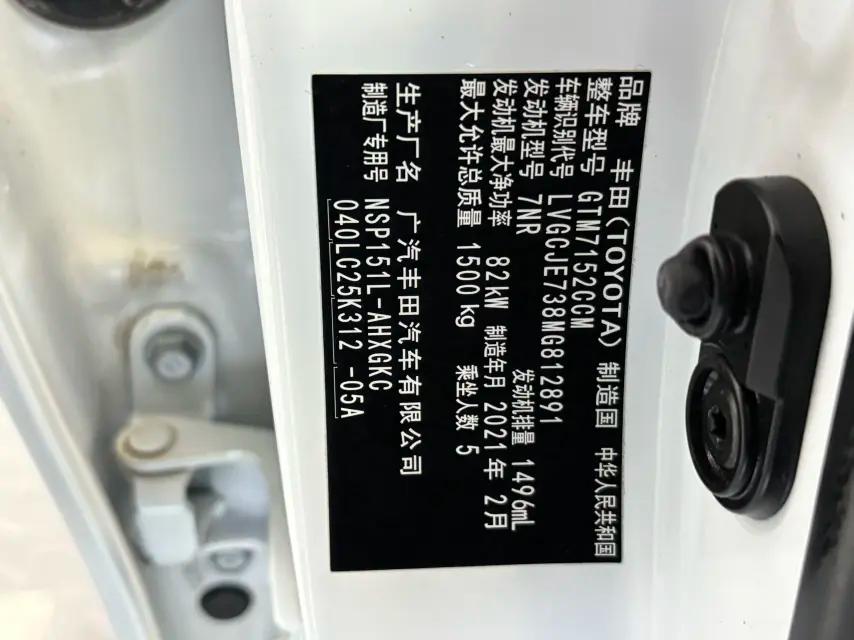 品牌 丰田(TOYOTA) 制造国 中华人民共和国
整车型号 GTM7152CCM
车辆识别代号 LVGCJE738MG812891
发动机型号 7NR 发动机排量 1496mL
发动机最大净功率 82kW 制造年月 2021年 2月
最大允许总质量 1500kg 乘坐人数 5
生产厂名 广汽丰田汽车有限公司
制造厂专用号 NSP151L-AHXGKC
040LC25K312 -05A